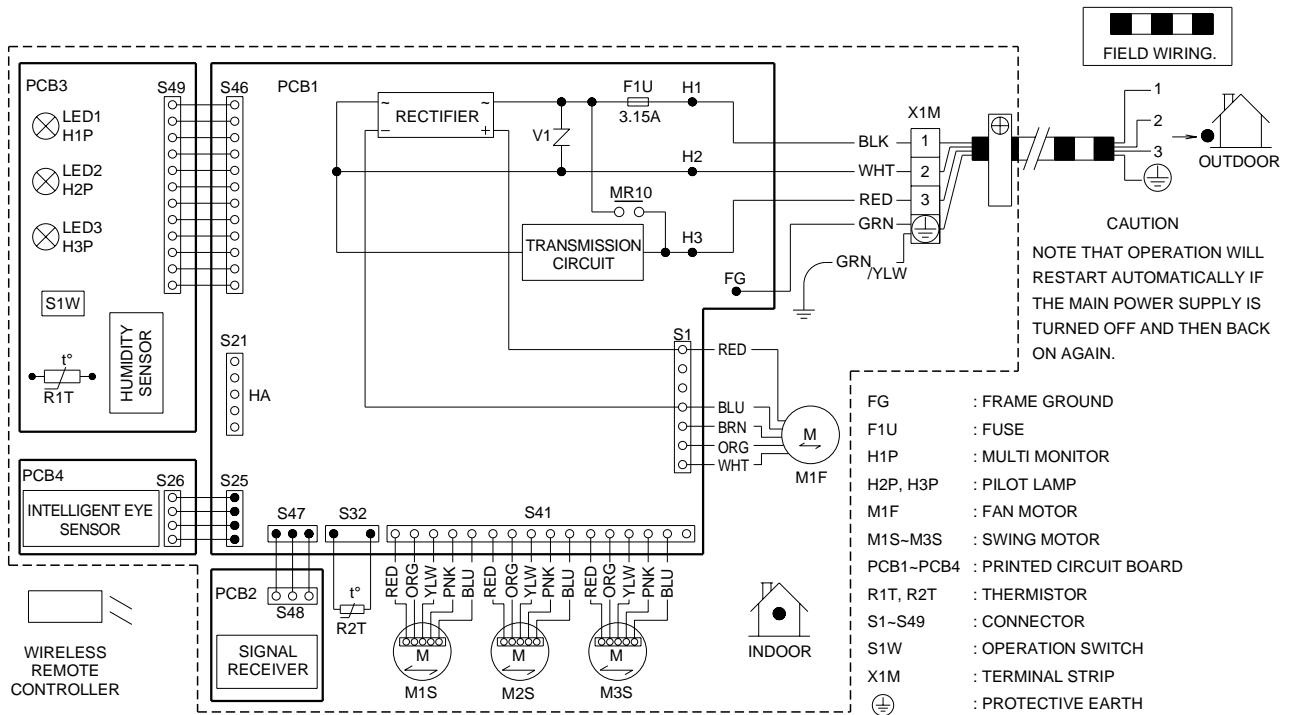 FIELD WIRING.
PCB3
LED1
H1P
LED2
H2P
LED3
H3P
S1W
t°
R1T
HUMIDITY
SENSOR
S49
S46
PCB1
S21
HA
RECTIFIER
~
~
−
+
V1
F1U
3.15A
H1
H2
MR10
TRANSMISSION
CIRCUIT
H3
FG
BLK
WHT
RED
GRN
GRN
/YLW
X1M
1
2
3
1
2
3
OUTDOOR
CAUTION
NOTE THAT OPERATION WILL
RESTART AUTOMATICALLY IF
THE MAIN POWER SUPPLY IS
TURNED OFF AND THEN BACK
ON AGAIN.
S1
RED
BLU
BRN
ORG
WHT
M
M1F
PCB4
INTELLIGENT EYE
SENSOR
S26
S25
S47
S32
S41
PCB2
S48
SIGNAL
RECEIVER
t°
R2T
RED
ORG
YLW
PNK
BLU
RED
ORG
YLW
PNK
BLU
RED
ORG
YLW
PNK
BLU
M
M1S
M
M2S
M
M3S
WIRELESS
REMOTE
CONTROLLER
INDOOR
FG : FRAME GROUND
F1U : FUSE
H1P : MULTI MONITOR
H2P, H3P : PILOT LAMP
M1F : FAN MOTOR
M1S~M3S : SWING MOTOR
PCB1~PCB4 : PRINTED CIRCUIT BOARD
R1T, R2T : THERMISTOR
S1~S49 : CONNECTOR
S1W : OPERATION SWITCH
X1M : TERMINAL STRIP
: PROTECTIVE EARTH